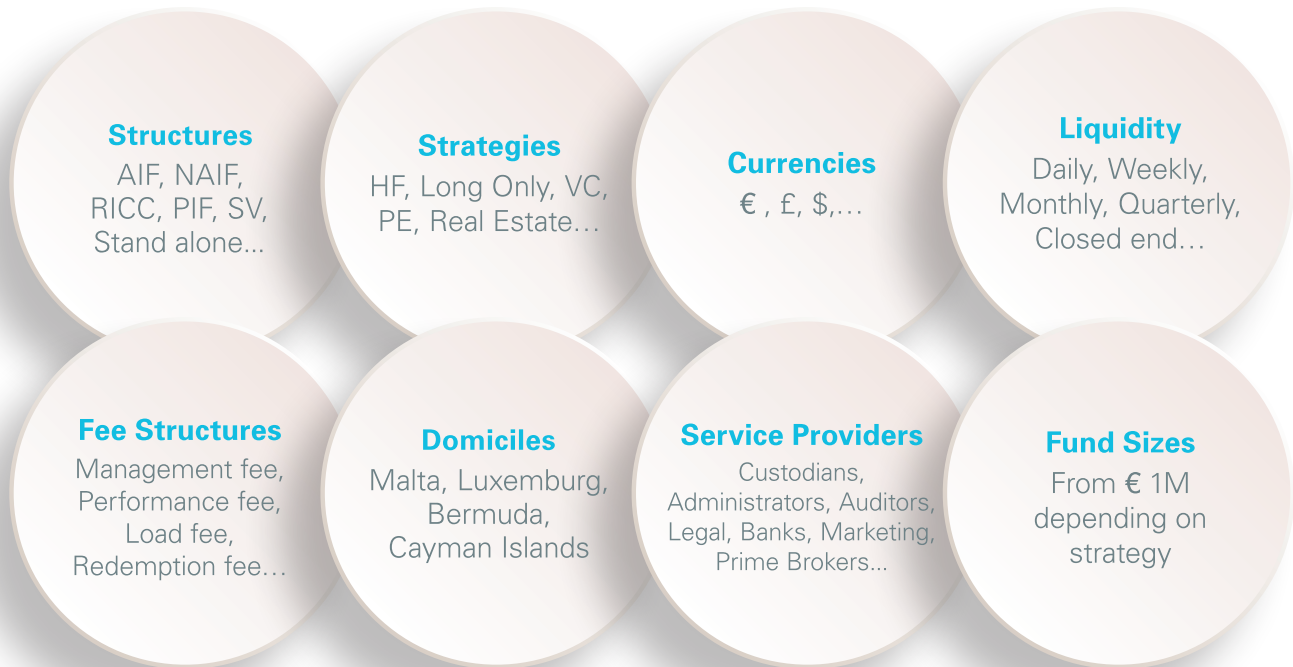 Structures
AIF, NAIF,
RICC, PIF, SV,
Stand alone...
Strategies
HF, Long Only, VC,
PE, Real Estate…
Currencies
€ , £, $,…
Liquidity
Daily, Weekly,
Monthly, Quarterly,
Closed end…
Fee Structures
Management fee,
Performance fee,
Load fee,
Redemption fee…
Domiciles
Malta, Luxemburg,
Bermuda,
Cayman Islands
Service Providers
Custodians,
Administrators, Auditors,
Legal, Banks, Marketing,
Prime Brokers...
Fund Sizes
From € 1M
depending on
strategy